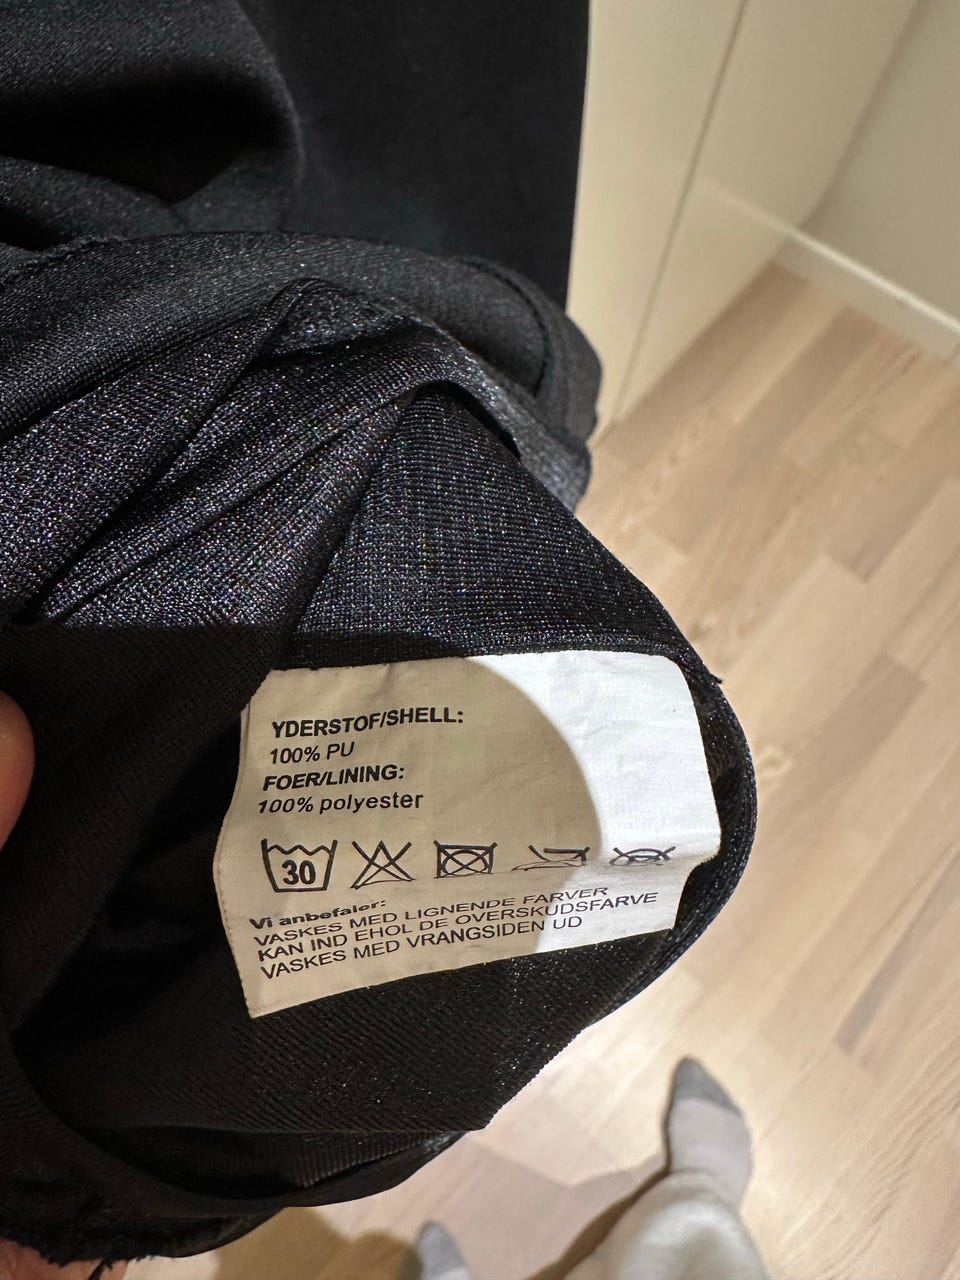 YDERSTOF/SHELL:
100% PU
FOER/LINING:
100% polyester
30
Vi anbefaler:
VASKES MED LIGNENDE FARVER
KAN IND EHOL DE OVERSKUDSFARVE
VASKES MED VRANGSIDEN UD